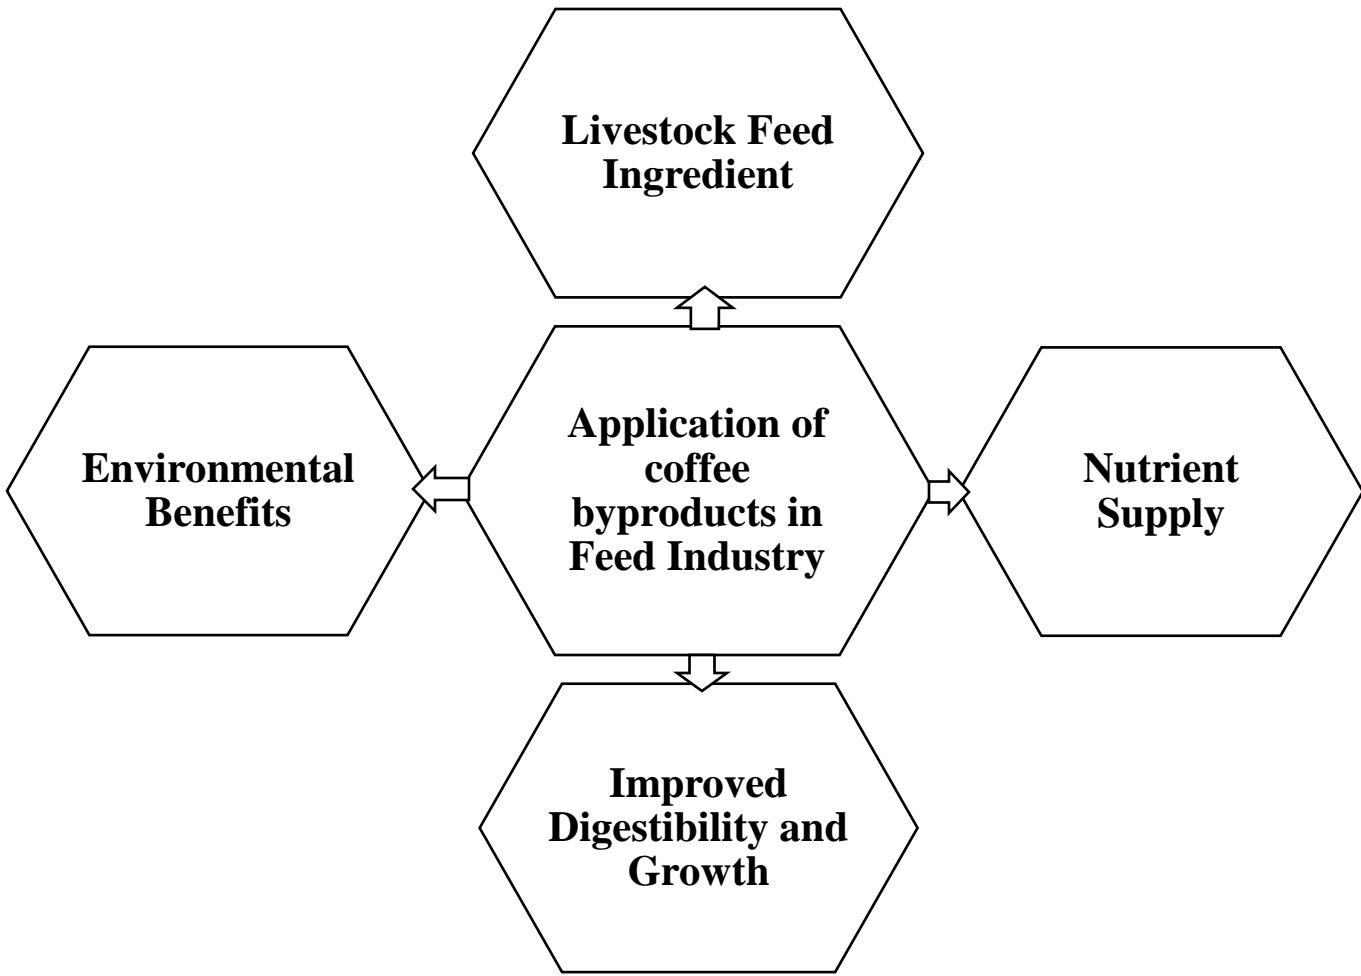 Livestock Feed
Ingredient
Environmental
Benefits
Application of
coffee
byproducts in
Feed Industry
Nutrient
Supply
Improved
Digestibility and
Growth